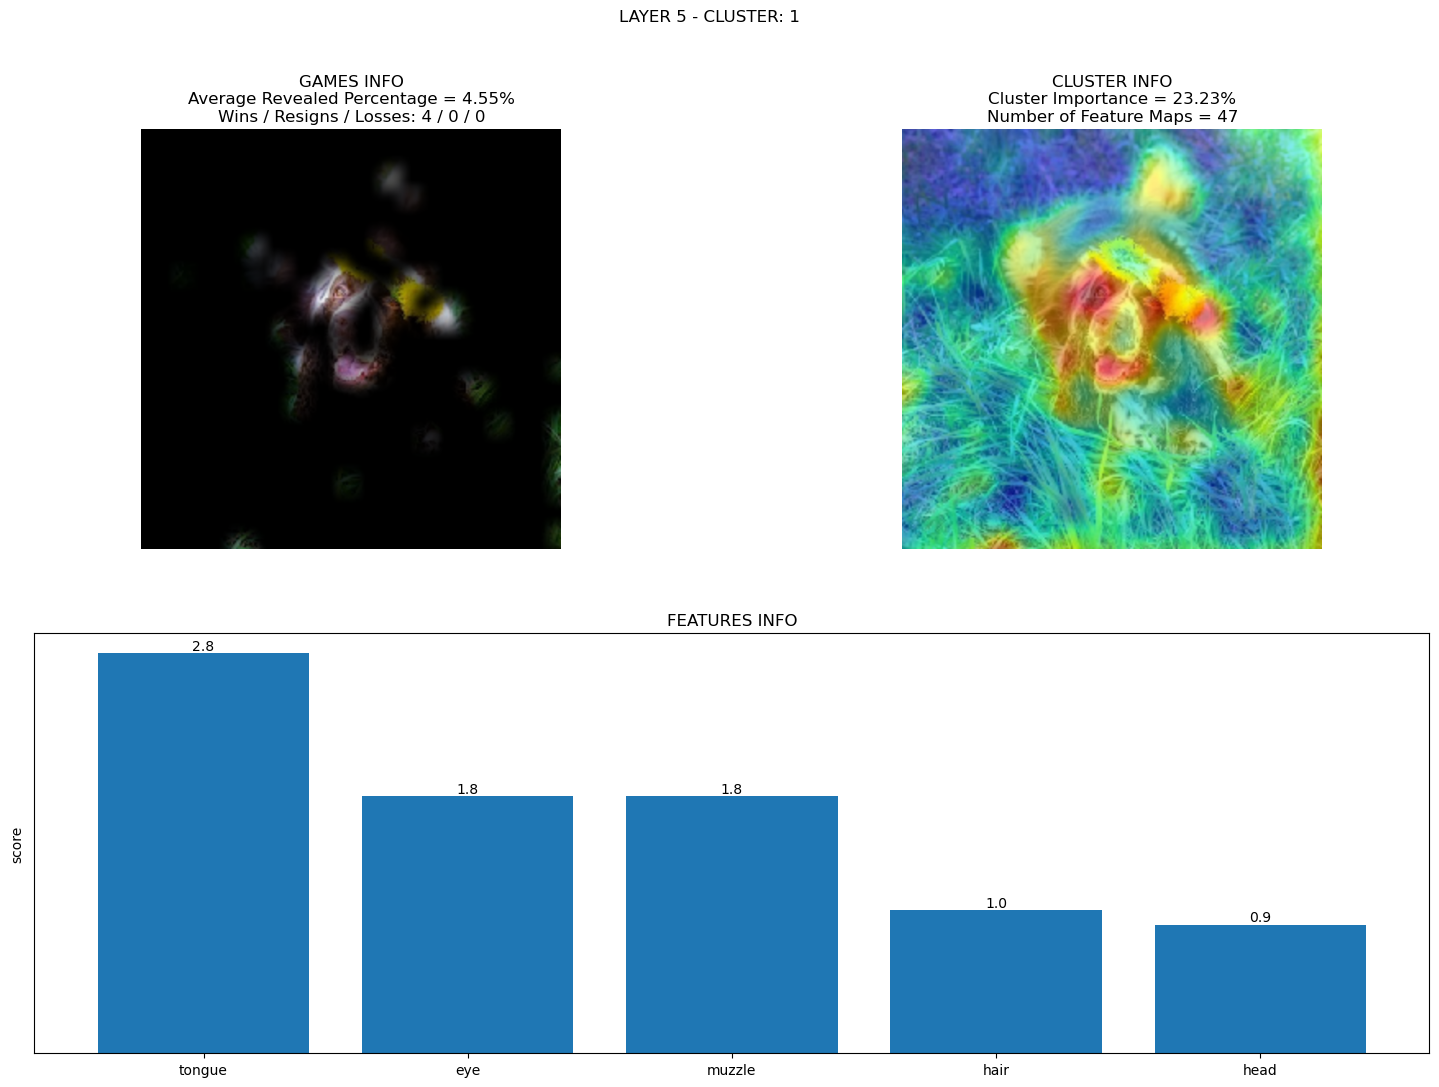 LAYER 5 - CLUSTER: 1
GAMES INFO
Average Revealed Percentage = 4.55%
Wins / Resigns / Losses: 4 / 0 / 0
CLUSTER INFO
Cluster Importance = 23.23%
Number of Feature Maps = 47
FEATURES INFO
score
2.8
1.8
1.8
1.0
0.9
tongue
eye
muzzle
hair
head